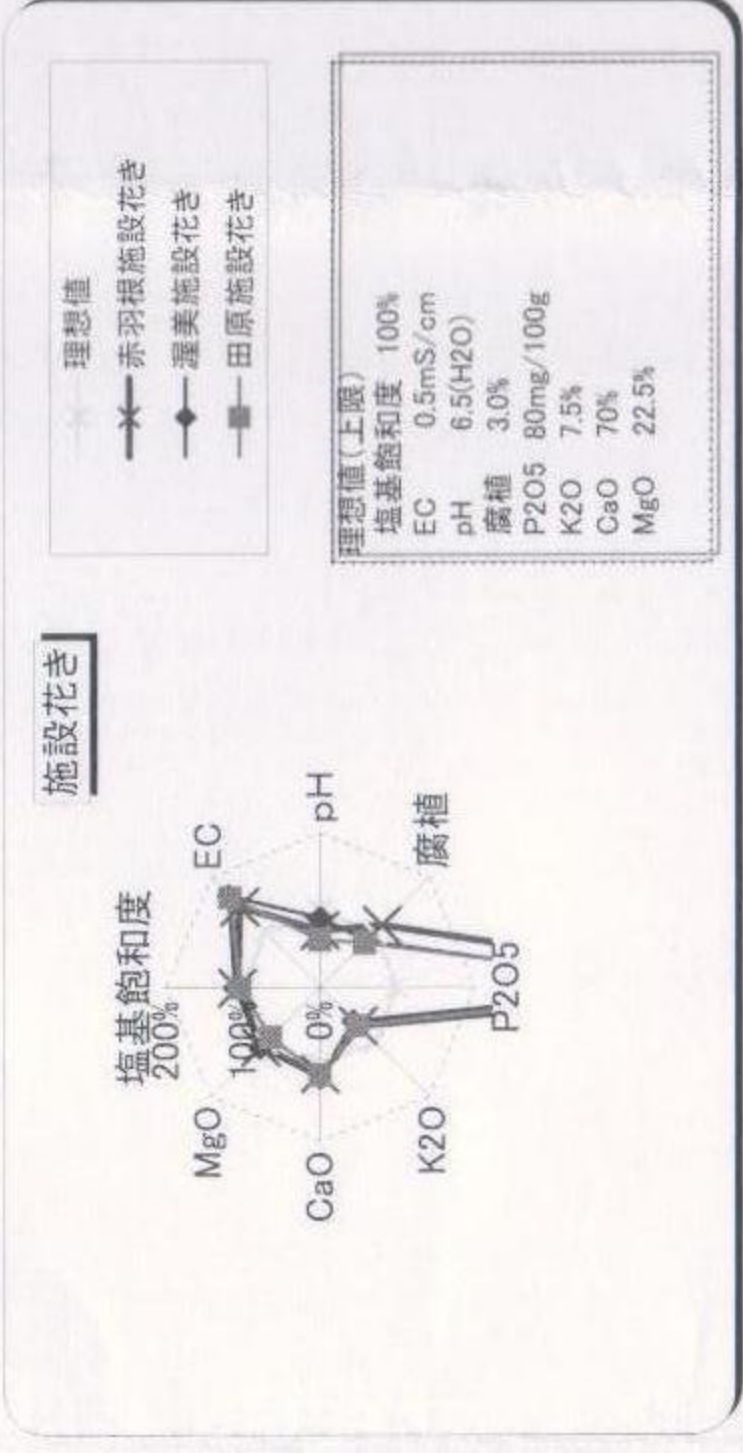 施設花き
塩基飽和度
200%
100%
0%
EC
pH
腐植
P2O5
K2O
CaO
MgO
理想値
赤羽根施設花き
渥美施設花き
田原施設花き
理想値(上限)
塩基飽和度 100%
EC 0.5mS/cm
pH 6.5(H2O)
腐植 3.0%
P2O5 80mg/100g
K2O 7.5%
CaO 70%
MgO 22.5%